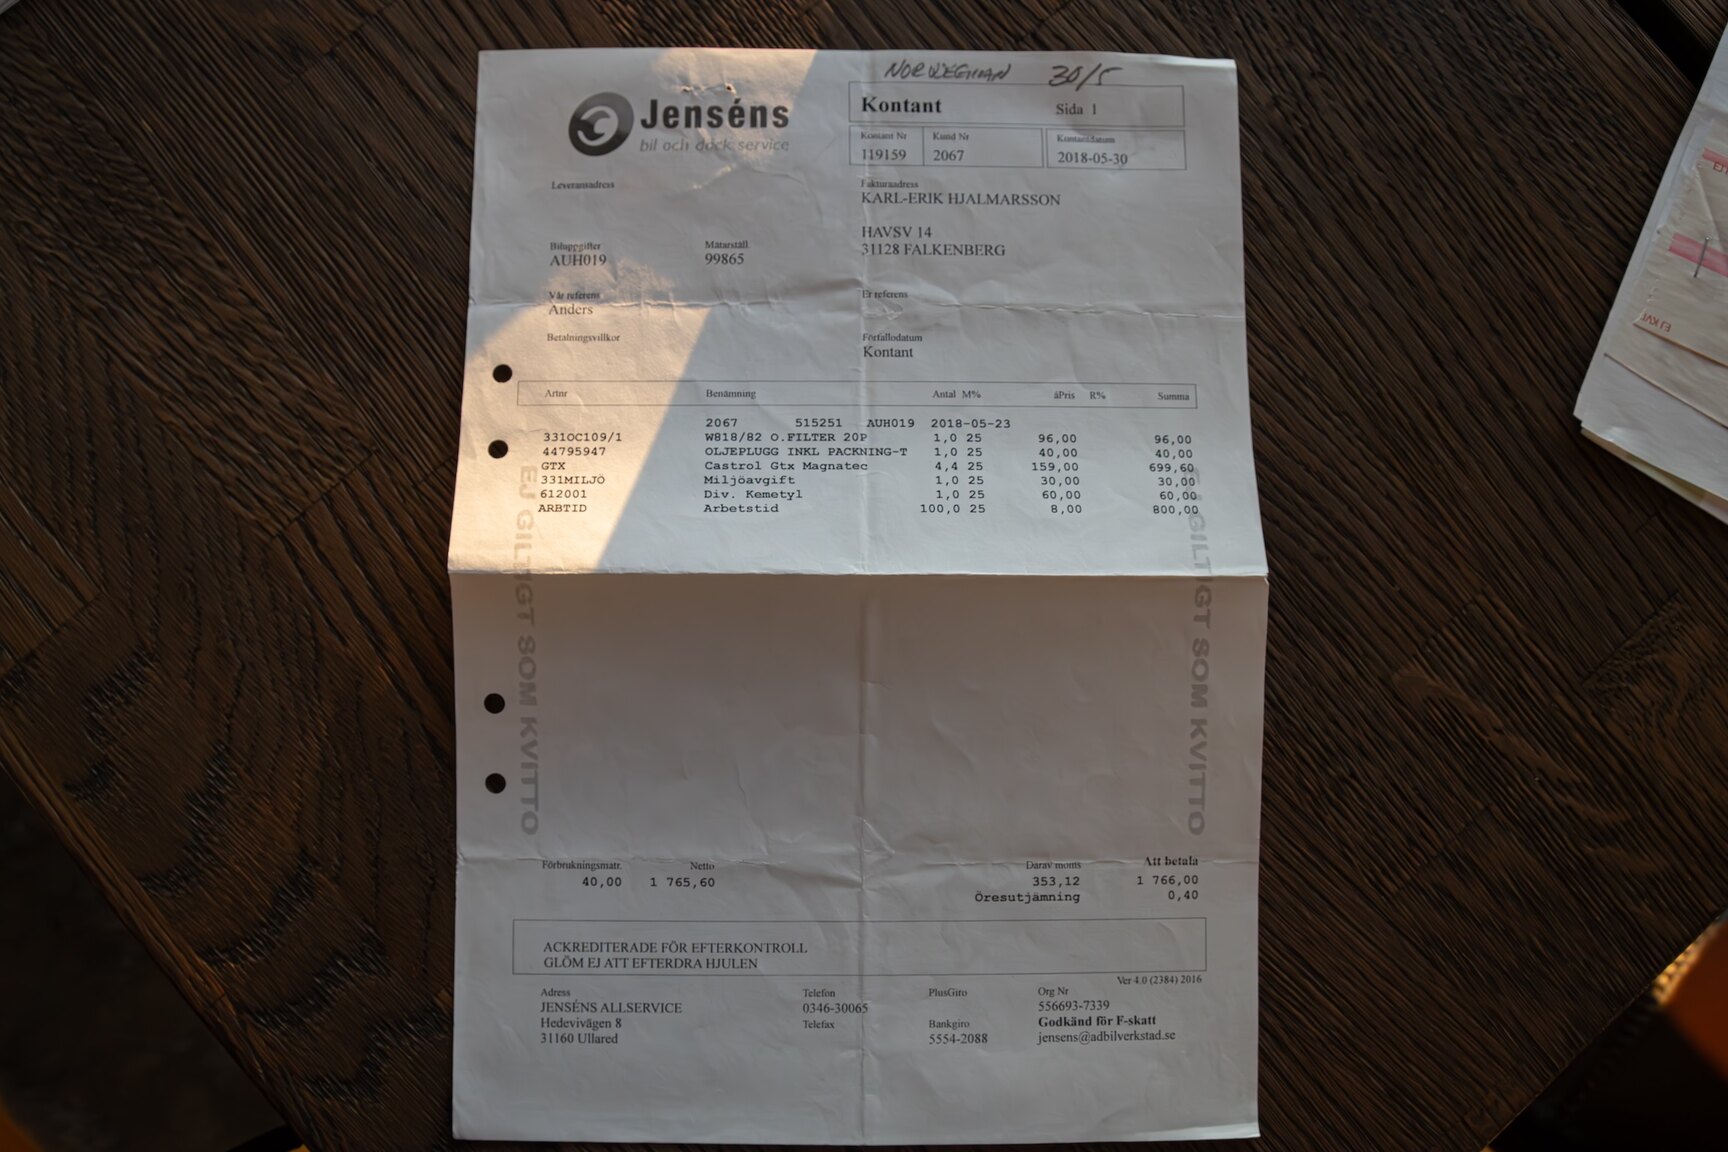 NORWEGHIAN 30/5
Jenséns
bil och däck service
Kontant Sida 1
Kontant Nr Kund Nr Kontantdatum
119159 2067 2018-05-30
Leveransadress Fakturaadress
KARL-ERIK HJALMARSSON
HAVSV 14
31128 FALKENBERG
Biluppgifter Mätarställ
AUH019 99865
Vår referens Er referens
Anders
Betalningsvillkor Förfallodatum
Kontant
Artnr Benämning Antal M% àPris R% Summa
2067 515251 AUH019 2018-05-23
331OC109/1 W818/82 O.FILTER 20P 1,0 25 96,00 96,00
44795947 OLJEPLUGG INKL PACKNING-T 1,0 25 40,00 40,00
GTX Castrol Gtx Magnatec 4,4 25 159,00 699,60
331MILJÖ Miljöavgift 1,0 25 30,00 30,00
612001 Div. Kemetyl 1,0 25 60,00 60,00
ARBTID Arbetstid 100,0 25 8,00 800,00
EJ GILTIGT SOM KVITTO
EJ GILTIGT SOM KVITTO
Förbrukningsmatr. Netto Darav moms Att betala
40,00 1 765,60 353,12 1 766,00
Öresutjämning 0,40
ACKREDITERADE FÖR EFTERKONTROLL
GLÖM EJ ATT EFTERDRA HJULEN
Ver 4.0 (2384) 2016
Adress Telefon PlusGiro Org Nr
JENSÉNS ALLSERVICE 0346-30065 556693-7339
Hedevivägen 8 Telefax Bankgiro Godkänd för F-skatt
31160 Ullared 5554-2088 jensens@adbilverkstad.se
EJ KVI